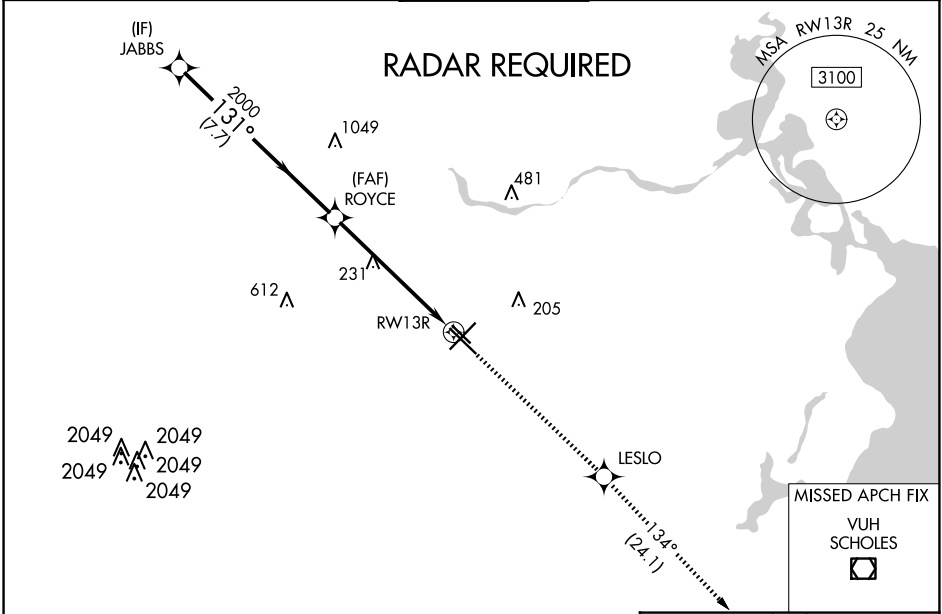 (IF)
JABBS
RADAR REQUIRED
MSA RW13R 25 NM
3100
2000
131°
(7.7)
1049
(FAF)
ROYCE
481
231
612
205
RW13R
2049
2049
2049
2049
2049
LESLO
134°
(24.1)
MISSED APCH FIX
VUH
SCHOLES